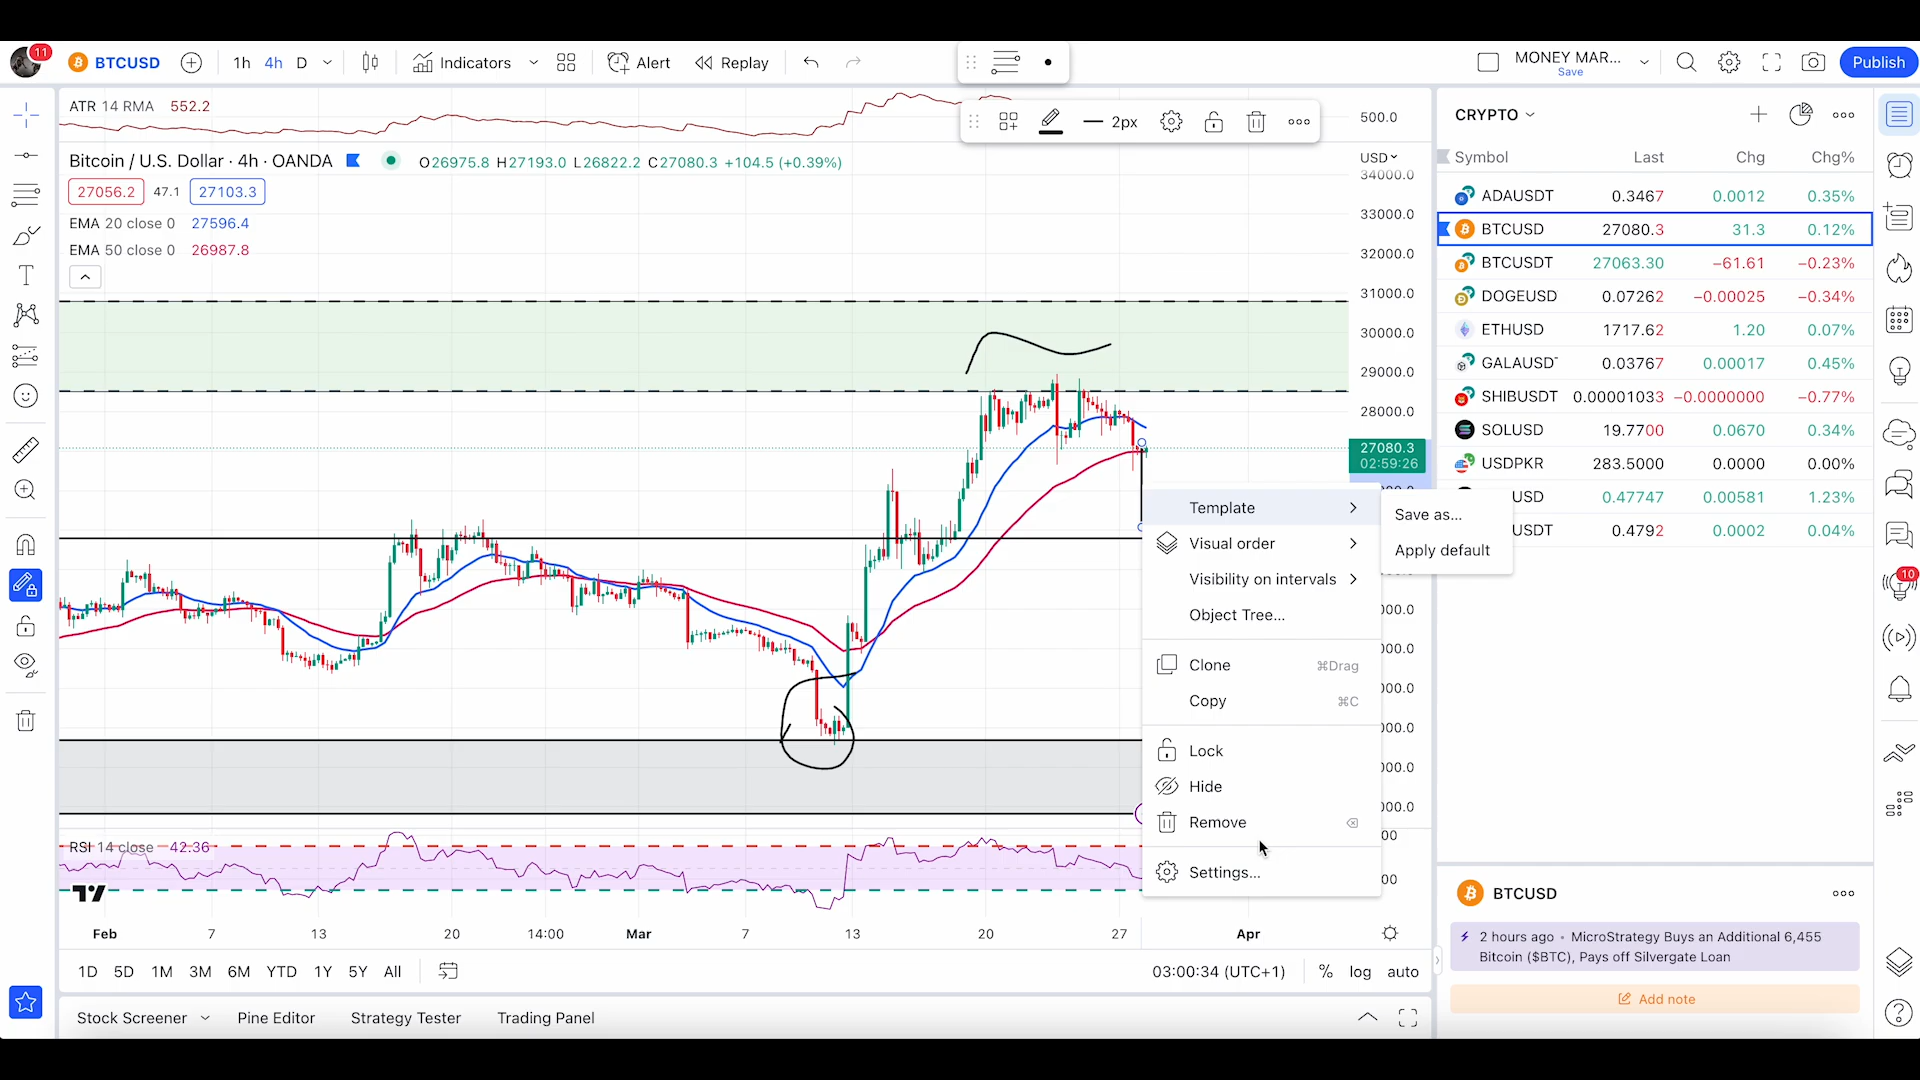 11
BTCUSD
1h 4h D
Indicators
Alert
Replay
MONEY MAR...
Save
Publish
ATR 14 RMA 552.2
2px
500.0
Bitcoin / U.S. Dollar · 4h · OANDA
O26975.8 H27193.0 L26822.2 C27080.3 +104.5 (+0.39%)
USD
27056.2 47.1 27103.3
EMA 20 close 0 27596.4
EMA 50 close 0 26987.8
34000.0
33000.0
32000.0
31000.0
30000.0
29000.0
28000.0
27080.3
02:59:26
Template
Visual order
Visibility on intervals
Object Tree...
Clone ⌘Drag
Copy ⌘C
Lock
Hide
Remove
Settings...
Save as...
Apply default
RSI 14 close 42.36
Feb 7 13 20 14:00 Mar 7 13 20 27 Apr
1D 5D 1M 3M 6M YTD 1Y 5Y All
03:00:34 (UTC+1) % log auto
Stock Screener Pine Editor Strategy Tester Trading Panel
CRYPTO
Symbol Last Chg Chg%
ADAUSDT 0.3467 0.0012 0.35%
BTCUSD 27080.3 31.3 0.12%
BTCUSDT 27063.30 −61.61 −0.23%
DOGEUSD 0.07262 −0.00025 −0.34%
ETHUSD 1717.62 1.20 0.07%
GALAUSD 0.03767 0.00017 0.45%
SHIBUSDT 0.00001033 −0.0000000 −0.77%
SOLUSD 19.7700 0.0670 0.34%
USDPKR 283.5000 0.0000 0.00%
USD 0.47747 0.00581 1.23%
USDT 0.4792 0.0002 0.04%
10
BTCUSD
2 hours ago • MicroStrategy Buys an Additional 6,455
Bitcoin ($BTC), Pays off Silvergate Loan
Add note